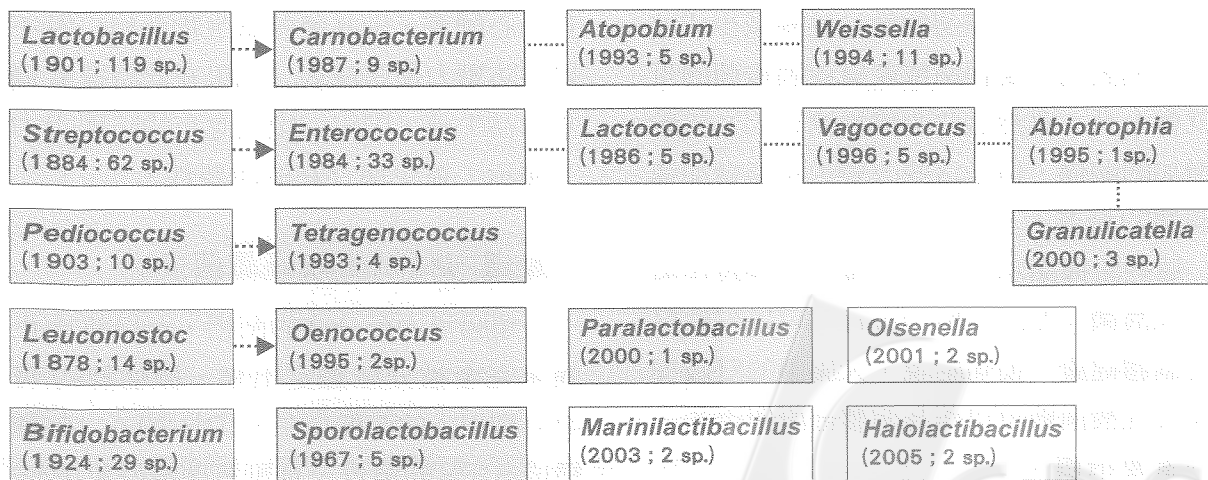 Lactobacillus
(1901 ; 119 sp.)
Carnobacterium
(1987 ; 9 sp.)
Atopobium
(1993 ; 5 sp.)
Weissella
(1994 ; 11 sp.)
Streptococcus
(1884 ; 62 sp.)
Enterococcus
(1984 ; 33 sp.)
Lactococcus
(1986 ; 5 sp.)
Vagococcus
(1996 ; 5 sp.)
Abiotrophia
(1995 ; 1sp.)
Pediococcus
(1903 ; 10 sp.)
Tetragenococcus
(1993 ; 4 sp.)
Granulicatella
(2000 ; 3 sp.)
Leuconostoc
(1878 ; 14 sp.)
Oenococcus
(1995 ; 2sp.)
Paralactobacillus
(2000 ; 1 sp.)
Olsenella
(2001 ; 2 sp.)
Bifidobacterium
(1924 ; 29 sp.)
Sporolactobacillus
(1967 ; 5 sp.)
Marinilactibacillus
(2003 ; 2 sp.)
Halolactibacillus
(2005 ; 2 sp.)